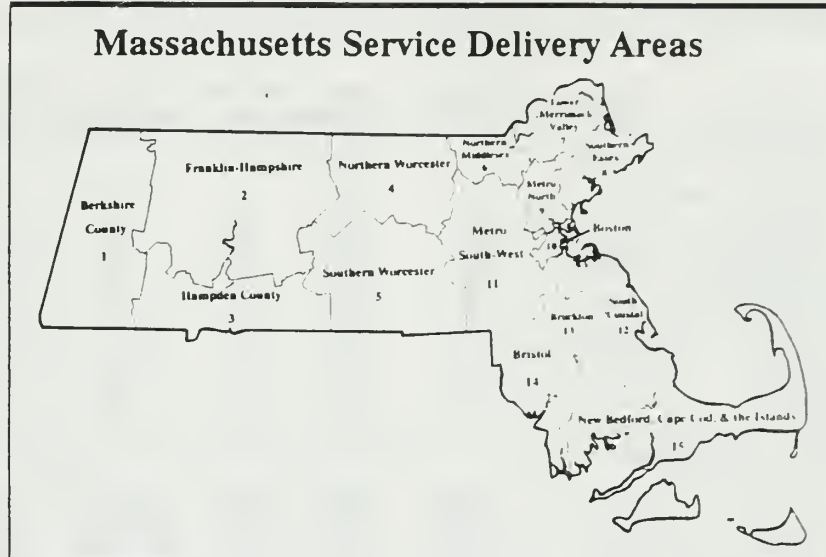 Massachusetts Service Delivery Areas
Lower
Merrimack
Valley
7
Northern
Middlesex
6
Southern
Essex
8
Franklin-Hampshire
2
Northern Worcester
4
Berkshire
County
1
Metro
North
9
Boston
10
Metro
South-West
11
Southern Worcester
5
Hampden County
3
South
Coastal
12
Brockton
13
Bristol
14
New Bedford, Cape Cod, & the Islands
15